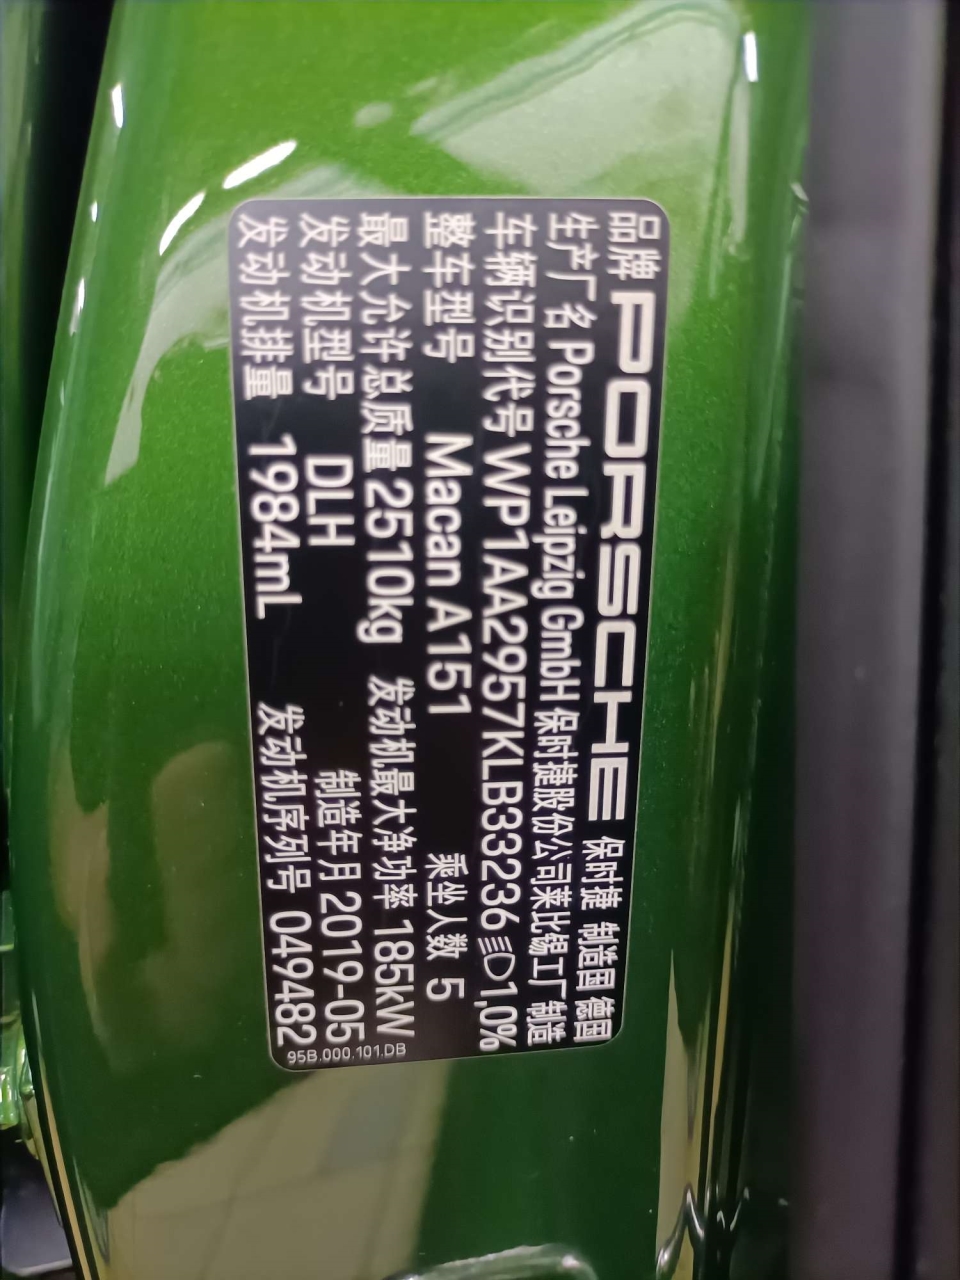 品牌 PORSCHE 保时捷 制造国 德国
生产厂名 Porsche Leipzig GmbH 保时捷股份公司莱比锡工厂 制造
车辆识别代号 WP1AA2957KLB33236 1,0%
整车型号 Macan A151 乘坐人数 5
最大允许总质量 2510kg 发动机最大净功率 185kW
发动机型号 DLH 制造年月 2019-05
发动机排量 1984mL 发动机序列号 049482
95B.000.101.DB